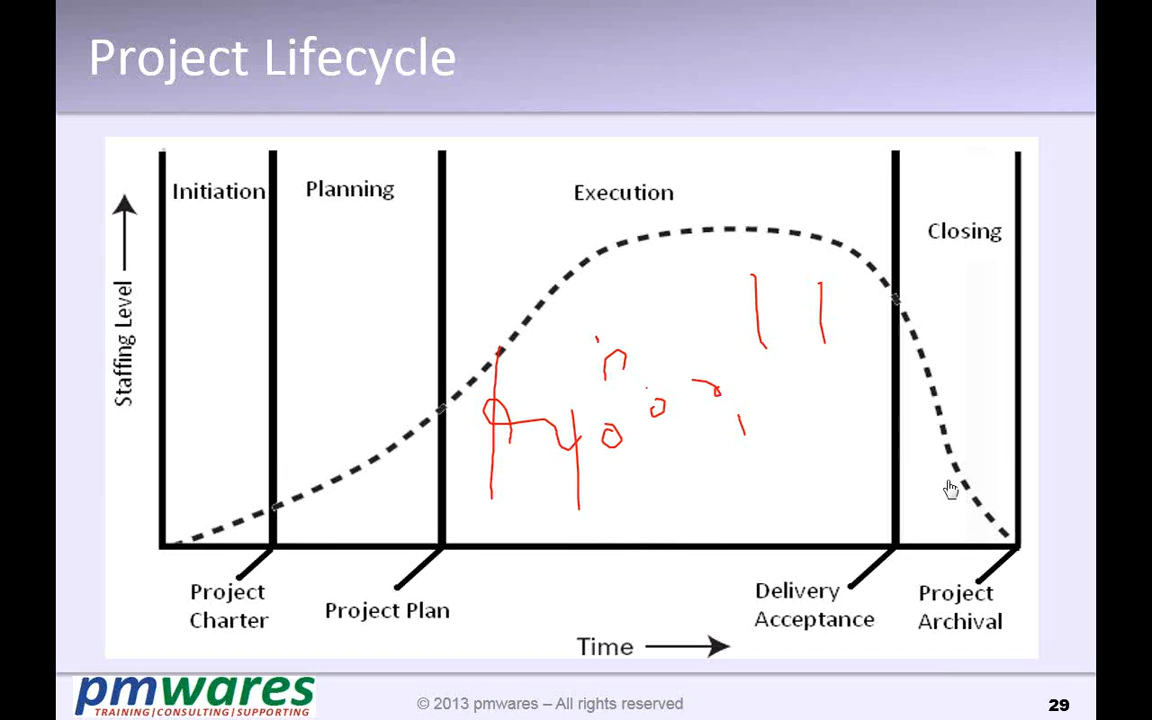 Project Lifecycle
Initiation
Planning
Execution
Closing
Staffing Level
Project
Charter
Project Plan
Delivery
Acceptance
Project
Archival
Time
pmwares
TRAINING|CONSULTING|SUPPORTING
© 2013 pmwares – All rights reserved
29